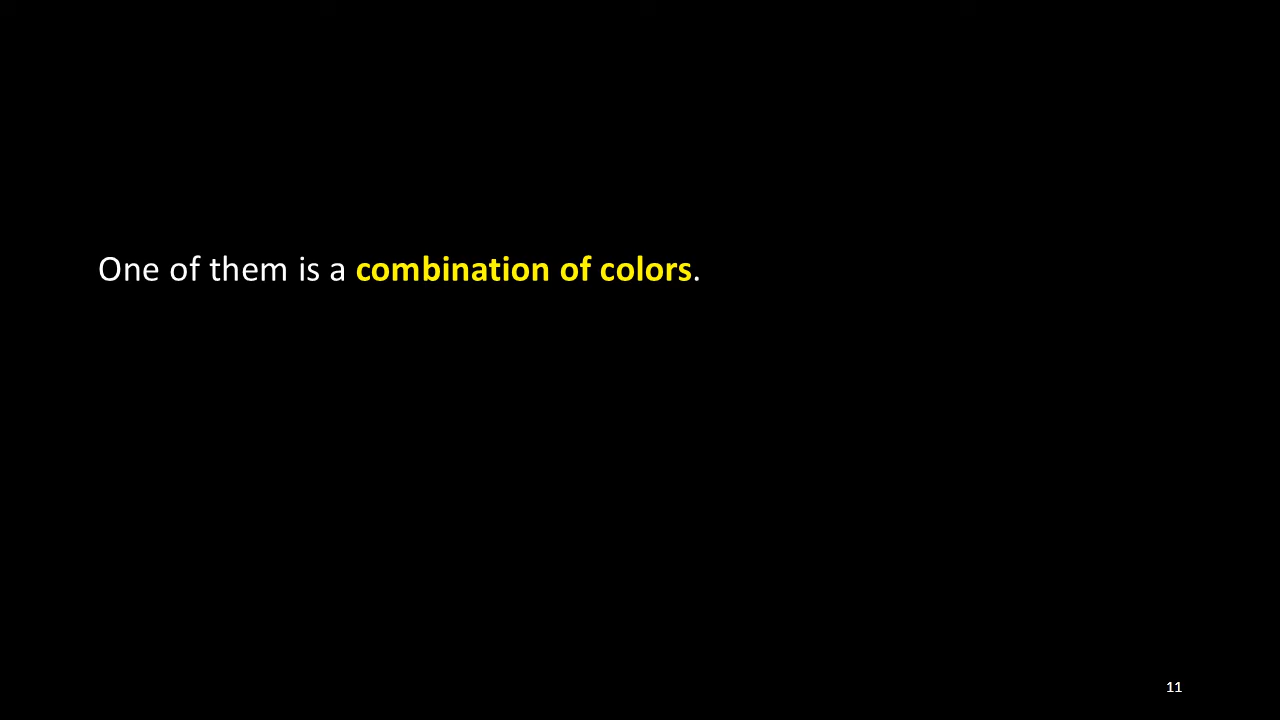 One of them is a combination of colors.
11